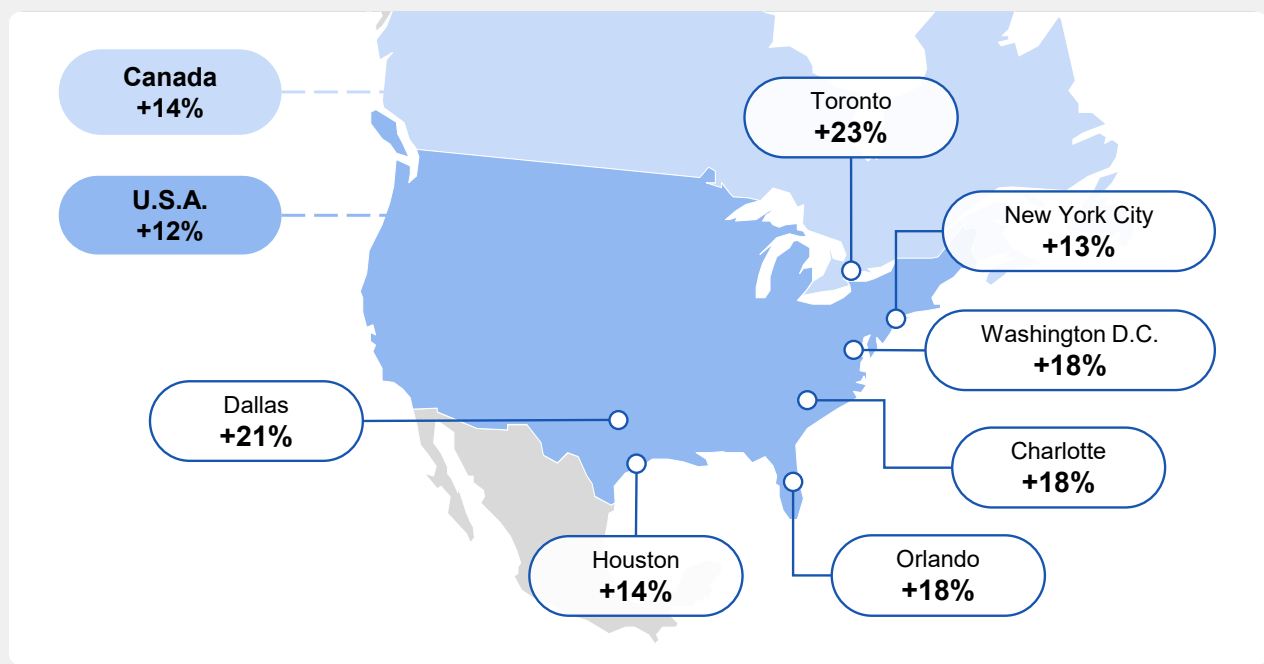 Canada
+14%
U.S.A.
+12%
Toronto
+23%
New York City
+13%
Washington D.C.
+18%
Dallas
+21%
Charlotte
+18%
Houston
+14%
Orlando
+18%